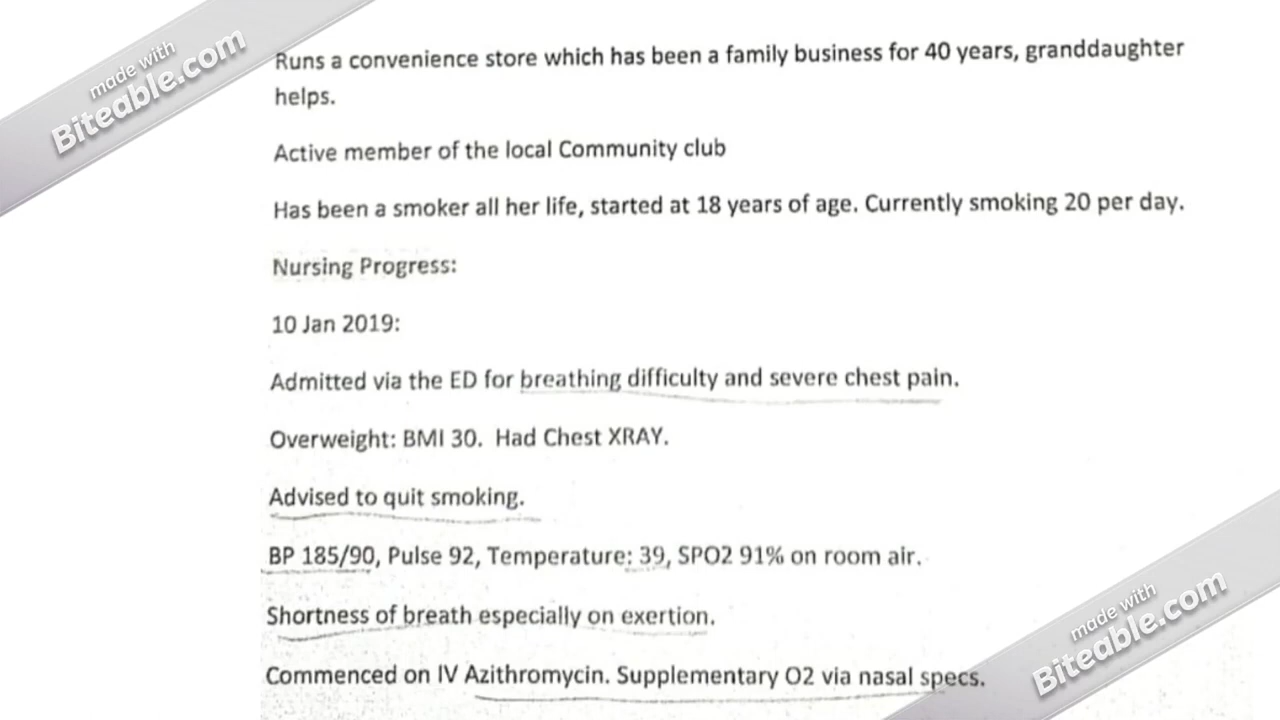 made with
Biteable.com
Runs a convenience store which has been a family business for 40 years, granddaughter
helps.
Active member of the local Community club
Has been a smoker all her life, started at 18 years of age. Currently smoking 20 per day.
Nursing Progress:
10 Jan 2019:
Admitted via the ED for breathing difficulty and severe chest pain.
Overweight: BMI 30. Had Chest XRAY.
Advised to quit smoking.
BP 185/90, Pulse 92, Temperature: 39, SPO2 91% on room air.
Shortness of breath especially on exertion.
Commenced on IV Azithromycin. Supplementary O2 via nasal specs.
made with
Biteable.com